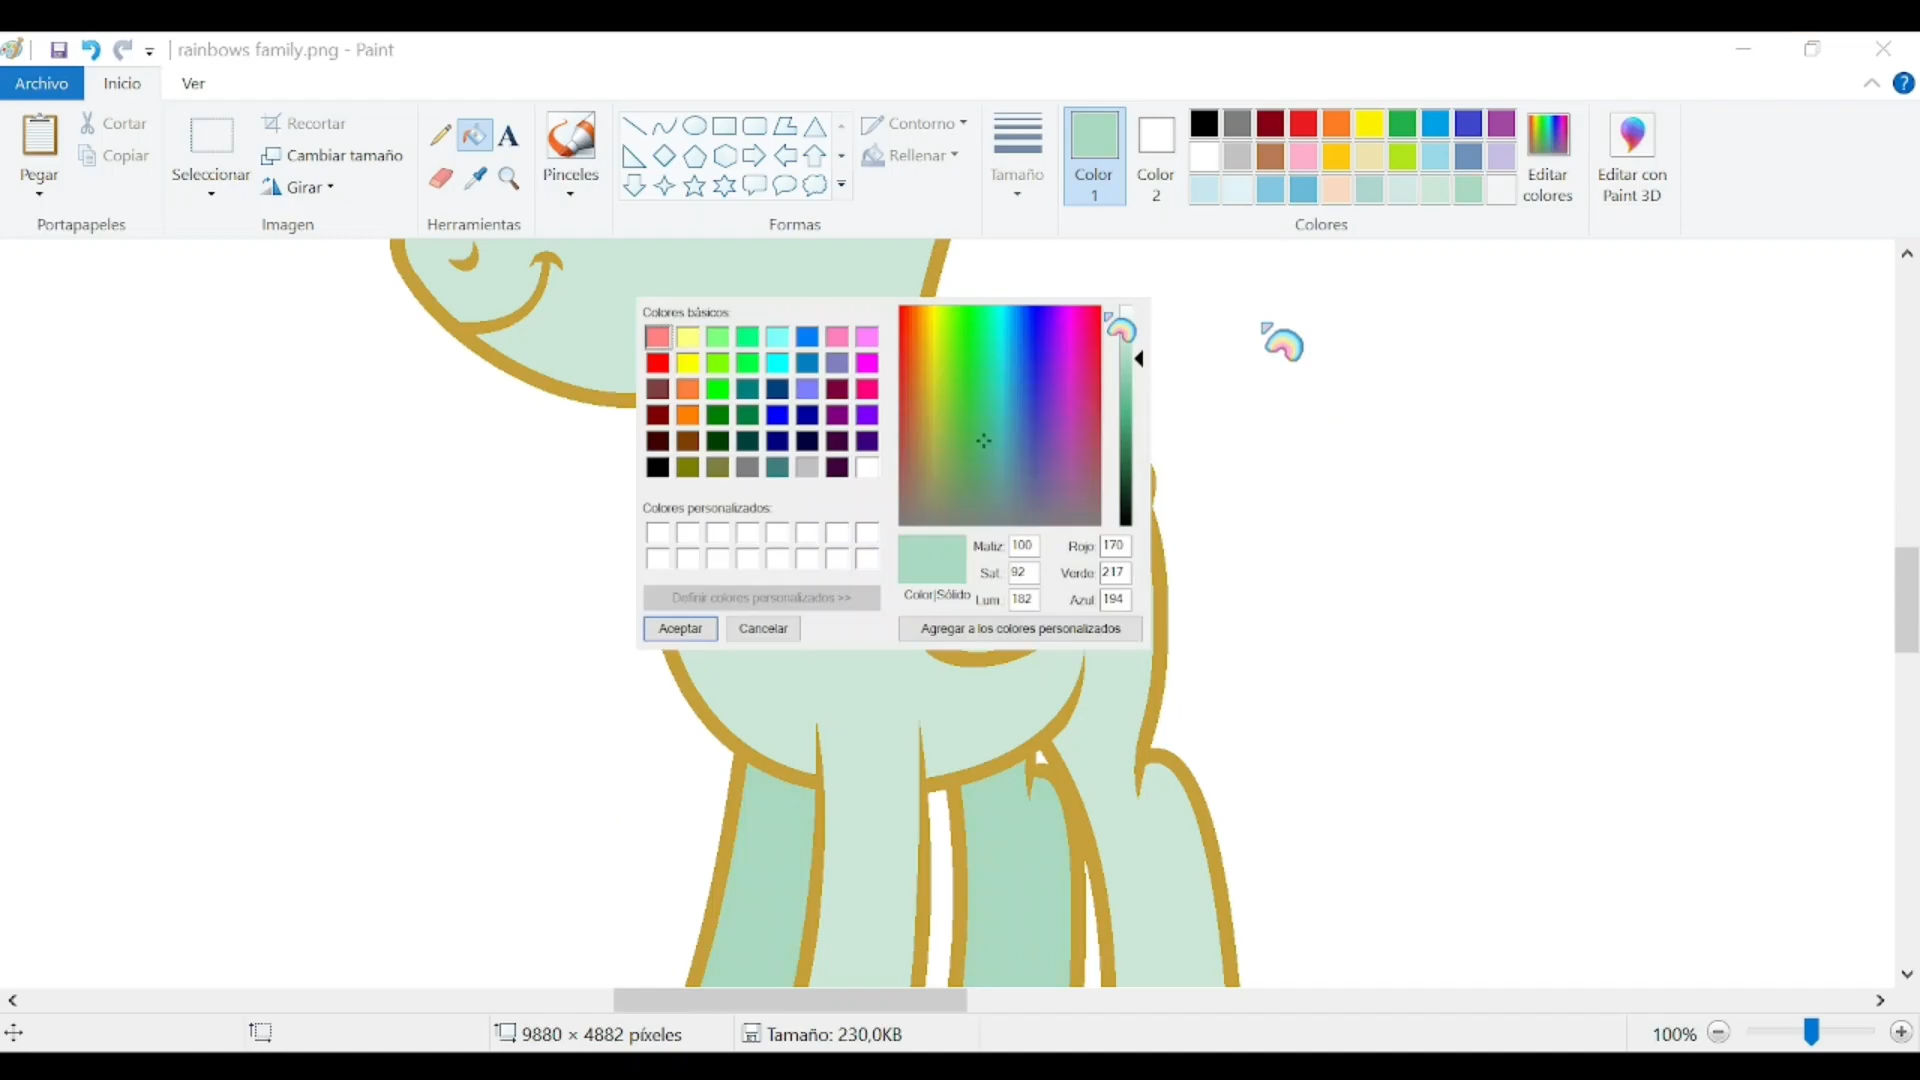 rainbows family.png - Paint
Archivo Inicio Ver
Pegar
Cortar
Copiar
Portapapeles
Seleccionar
Recortar
Cambiar tamaño
Girar
Imagen
A
Herramientas
Pinceles
Contorno
Rellenar
Formas
Tamaño
Color
1
Color
2
Editar
colores
Colores
Editar con
Paint 3D
?
Colores básicos:
Colores personalizados:
Definir colores personalizados >>
Aceptar Cancelar
Color|Sólido
Matiz: 100 Rojo: 170
Sat.: 92 Verde: 217
Lum.: 182 Azul: 194
Agregar a los colores personalizados
9880 × 4882 píxeles
Tamaño: 230,0KB
100%